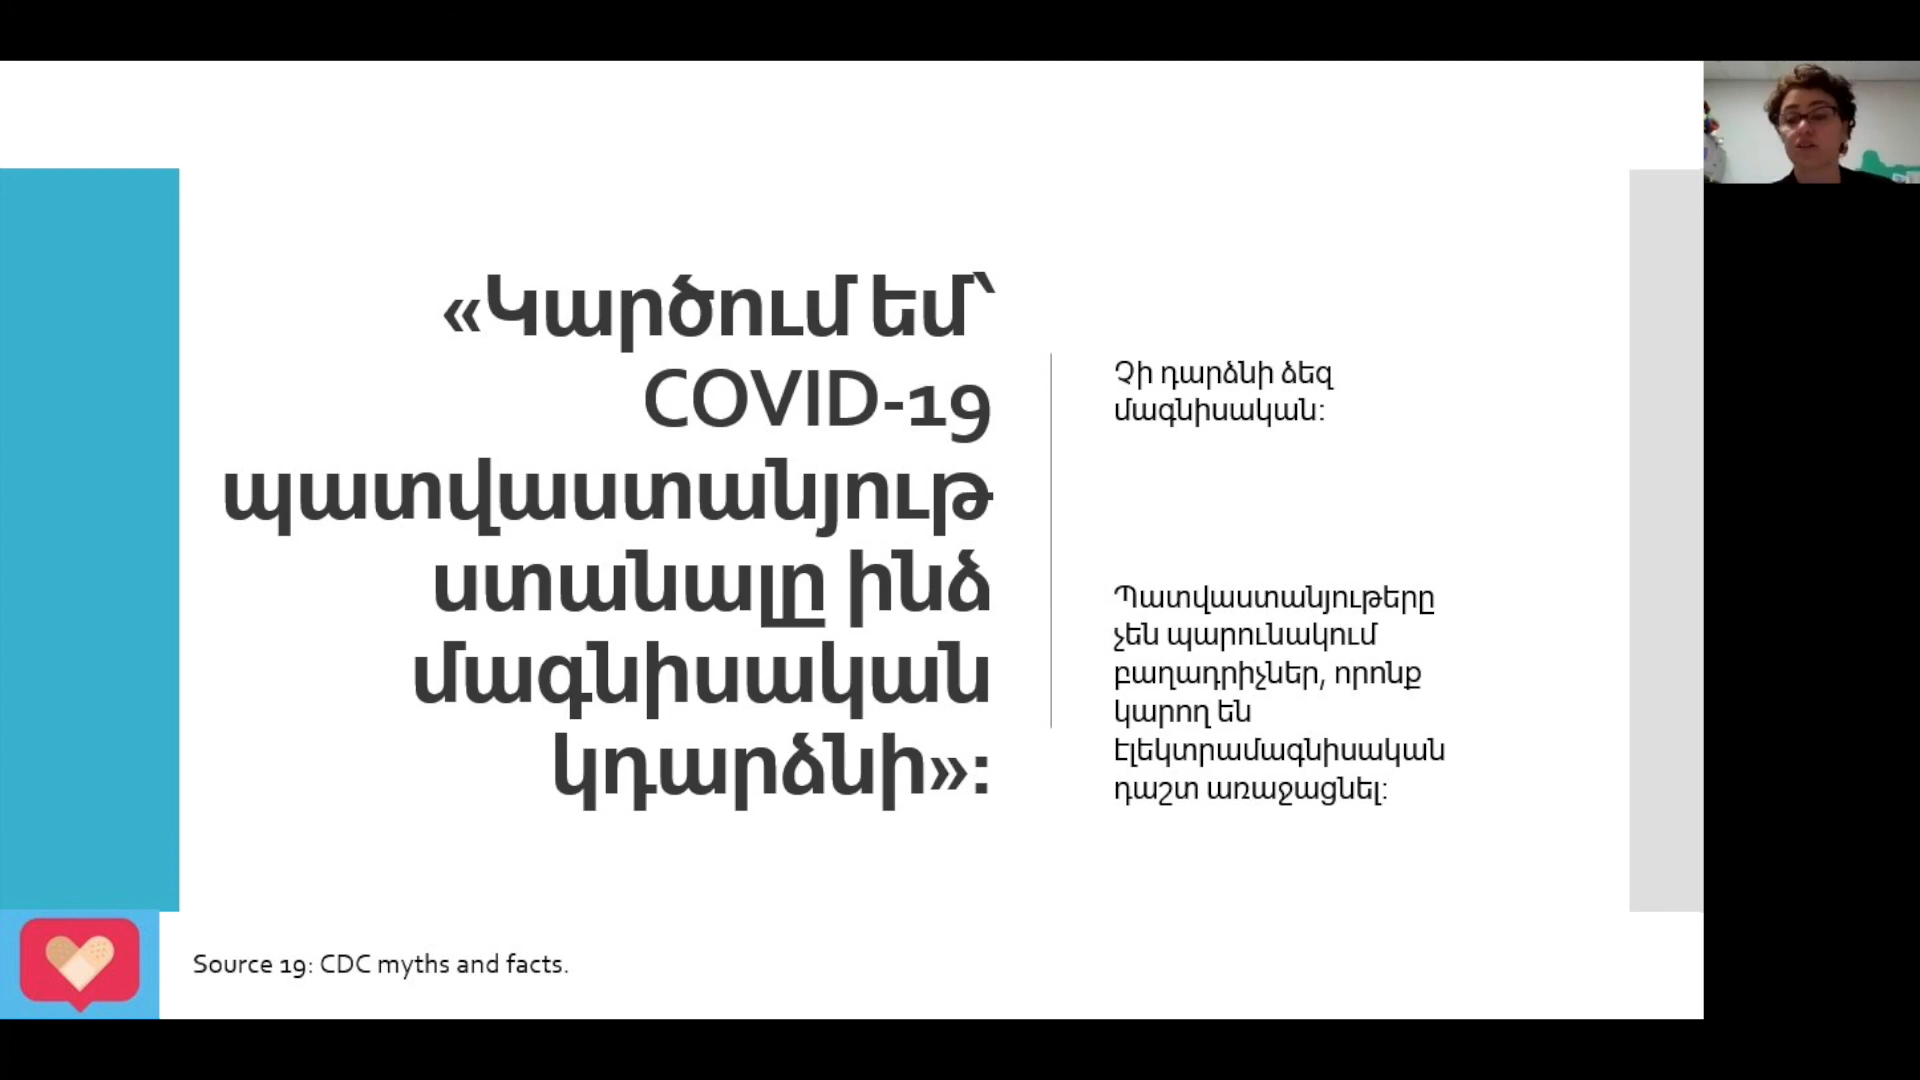 «Կարծում եմ՝
COVID-19
պատվաստանյութ
ստանալը ինձ
մագնիսական
կդարձնի»:
Չի դարձնի ձեզ
մագնիսական:
Պատվաստանյութերը
չեն պարունակում
բաղադրիչներ, որոնք
կարող են
էլեկտրամագնիսական
դաշտ առաջացնել:
Source 19: CDC myths and facts.